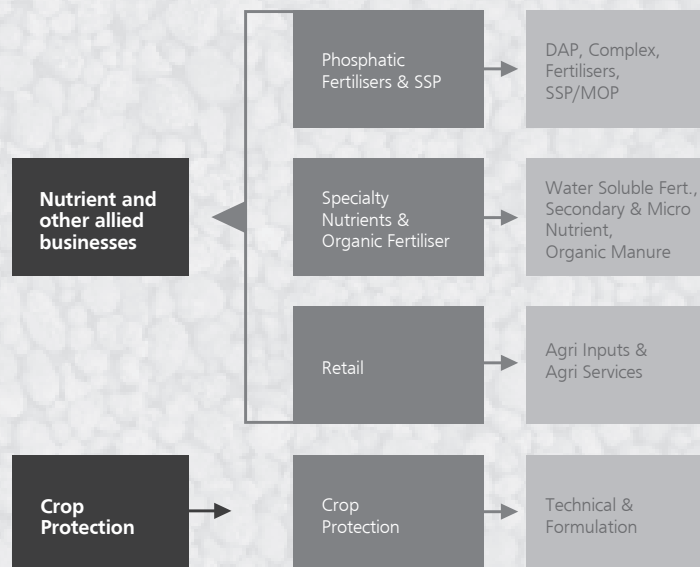 Phosphatic
Fertilisers & SSP
DAP, Complex,
Fertilisers,
SSP/MOP
Nutrient and
other allied
businesses
Specialty
Nutrients &
Organic Fertiliser
Water Soluble Fert.,
Secondary & Micro
Nutrient,
Organic Manure
Retail
Agri Inputs &
Agri Services
Crop
Protection
Crop
Protection
Technical &
Formulation